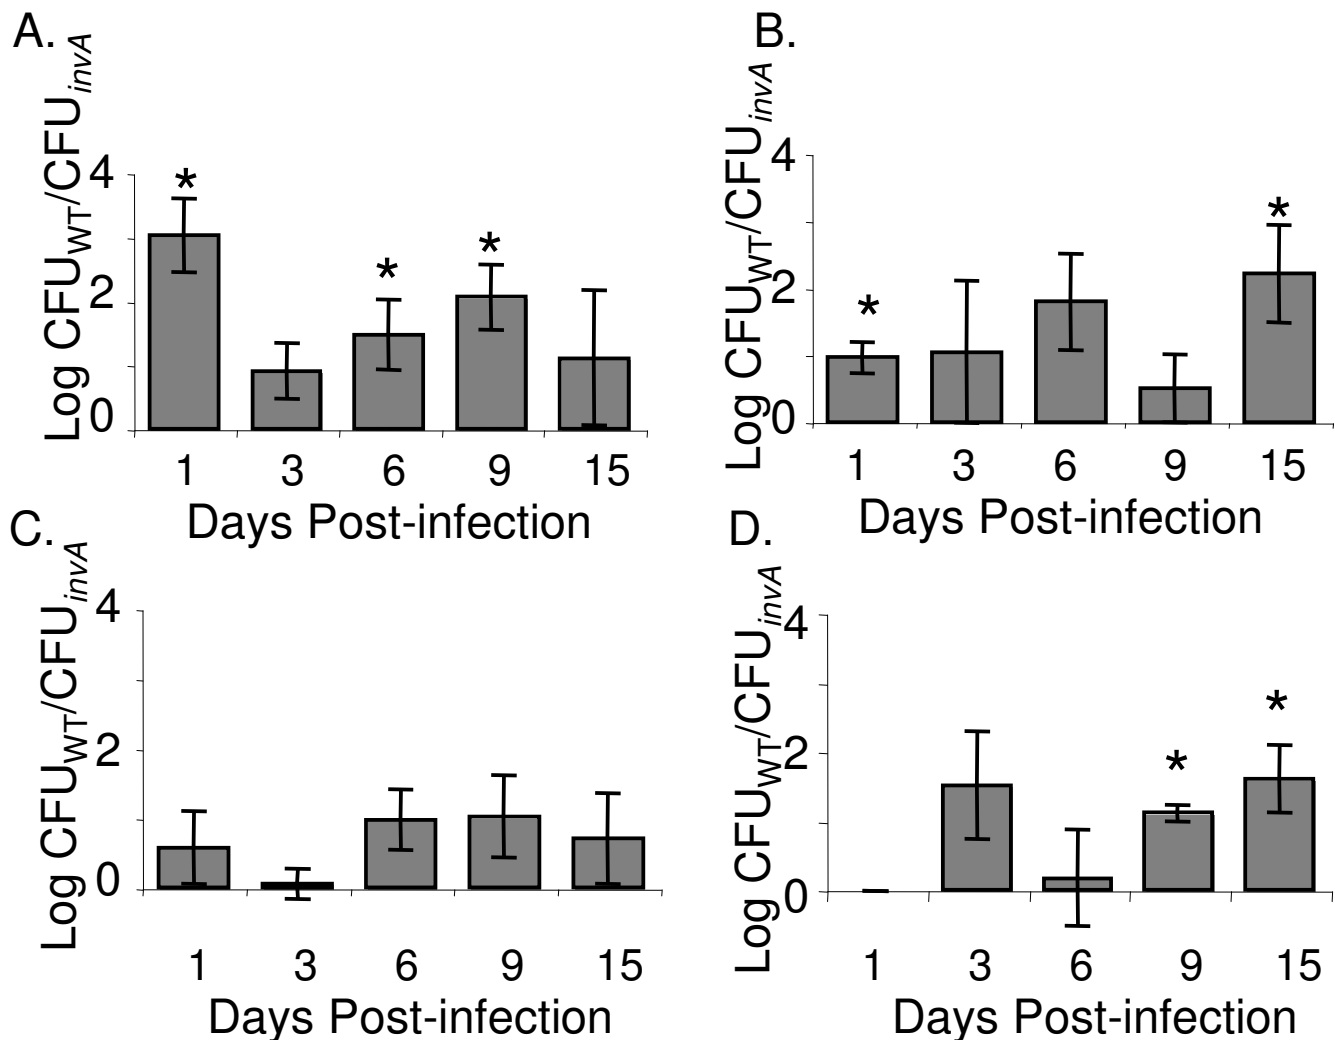 A.
Log CFUWT/CFUinvA
4
2
0
*
*
*
1 3 6 9 15
Days Post-infection
B.
Log CFUWT/CFUinvA
4
2
0
*
*
1 3 6 9 15
Days Post-infection
C.
Log CFUWT/CFUinvA
4
2
0
1 3 6 9 15
Days Post-infection
D.
Log CFUWT/CFUinvA
4
2
0
*
*
1 3 6 9 15
Days Post-infection